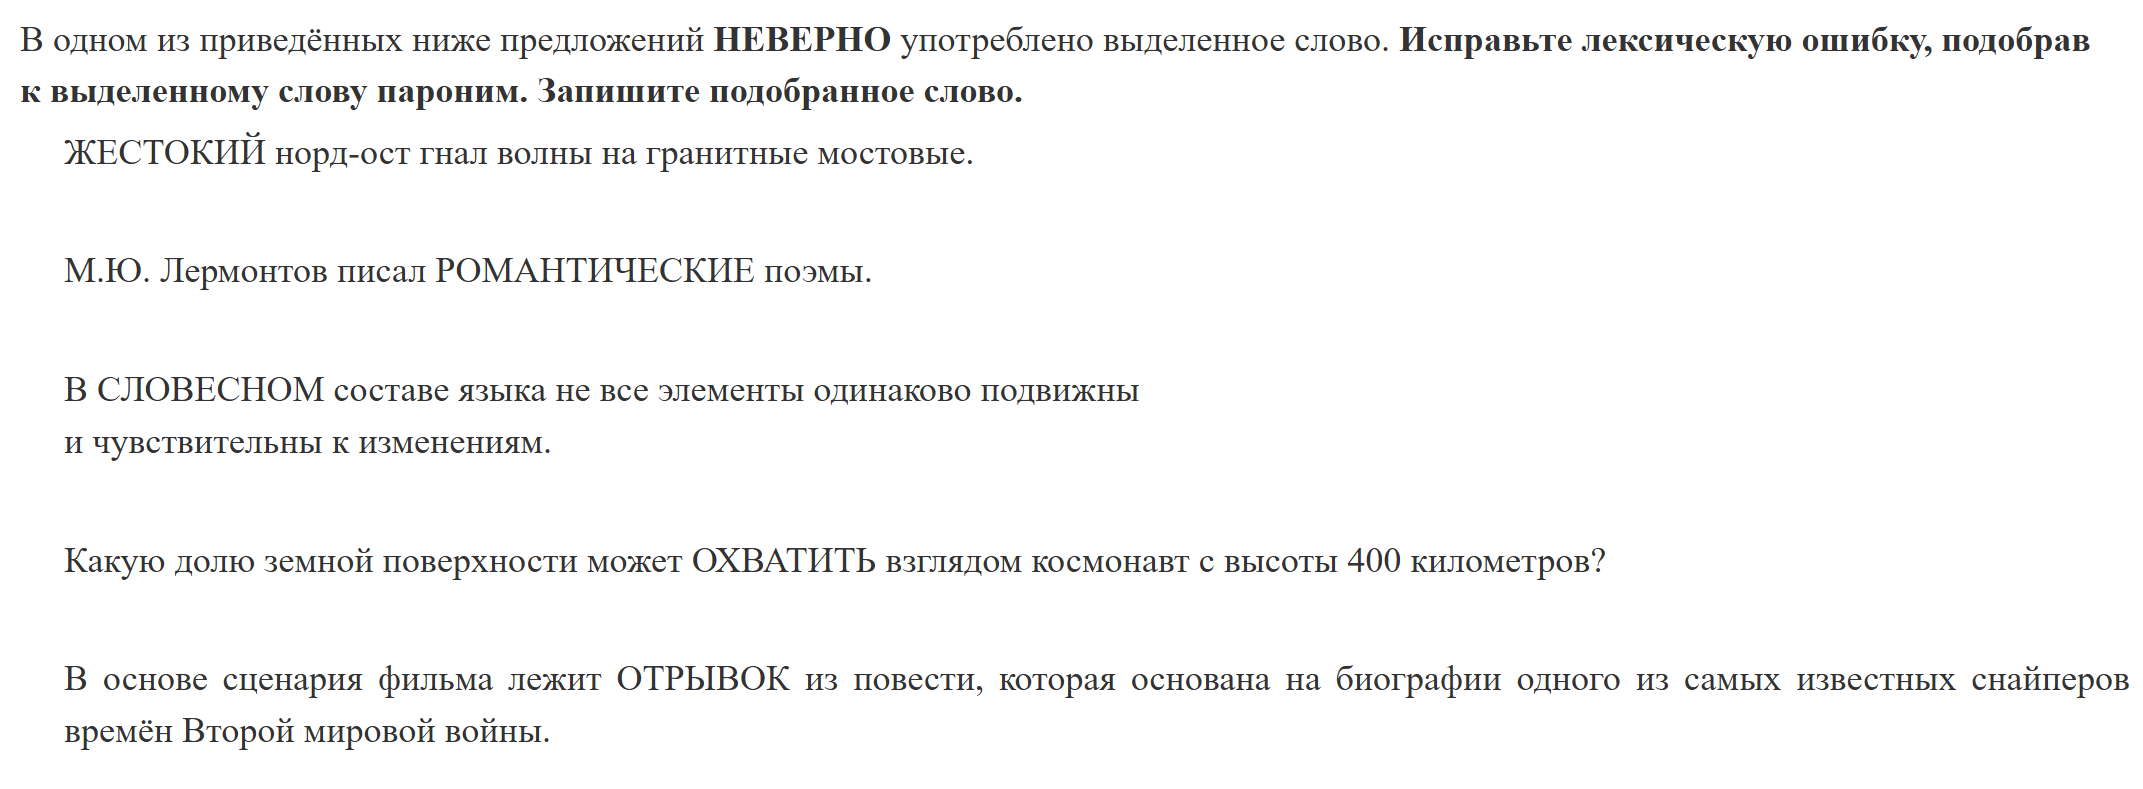 В одном из приведённых ниже предложений НЕВЕРНО употреблено выделенное слово. Исправьте лексическую ошибку, подобрав
к выделенному слову пароним. Запишите подобранное слово.
ЖЕСТОКИЙ норд-ост гнал волны на гранитные мостовые.
М.Ю. Лермонтов писал РОМАНТИЧЕСКИЕ поэмы.
В СЛОВЕСНОМ составе языка не все элементы одинаково подвижны
и чувствительны к изменениям.
Какую долю земной поверхности может ОХВАТИТЬ взглядом космонавт с высоты 400 километров?
В основе сценария фильма лежит ОТРЫВОК из повести, которая основана на биографии одного из самых известных снайперов
времён Второй мировой войны.